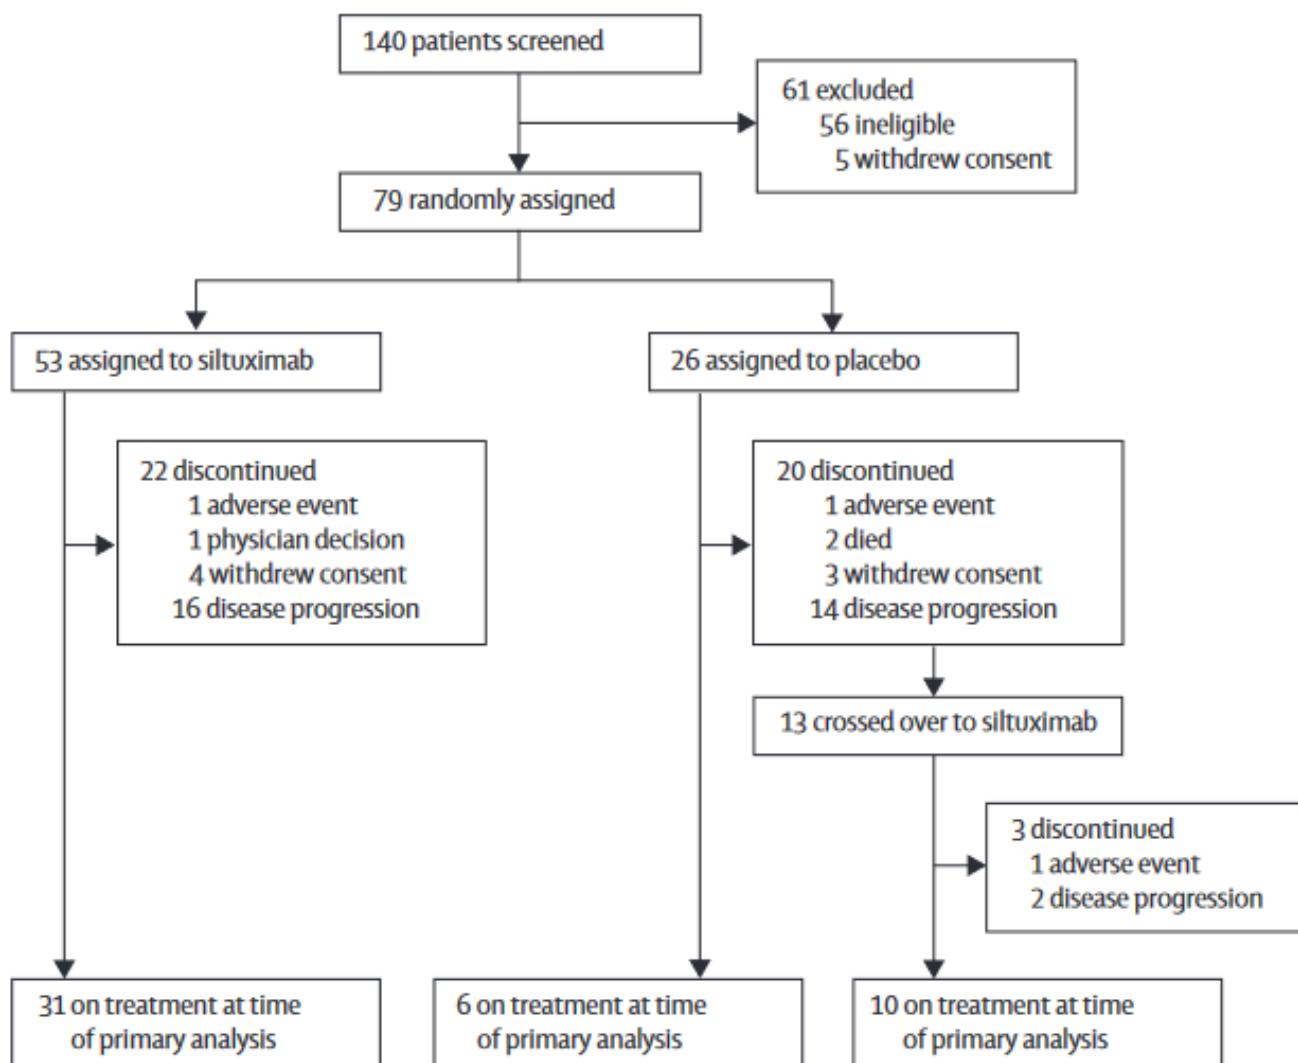 140 patients screened
61 excluded
56 ineligible
5 withdrew consent
79 randomly assigned
53 assigned to siltuximab
26 assigned to placebo
22 discontinued
1 adverse event
1 physician decision
4 withdrew consent
16 disease progression
20 discontinued
1 adverse event
2 died
3 withdrew consent
14 disease progression
13 crossed over to siltuximab
3 discontinued
1 adverse event
2 disease progression
31 on treatment at time
of primary analysis
6 on treatment at time
of primary analysis
10 on treatment at time
of primary analysis